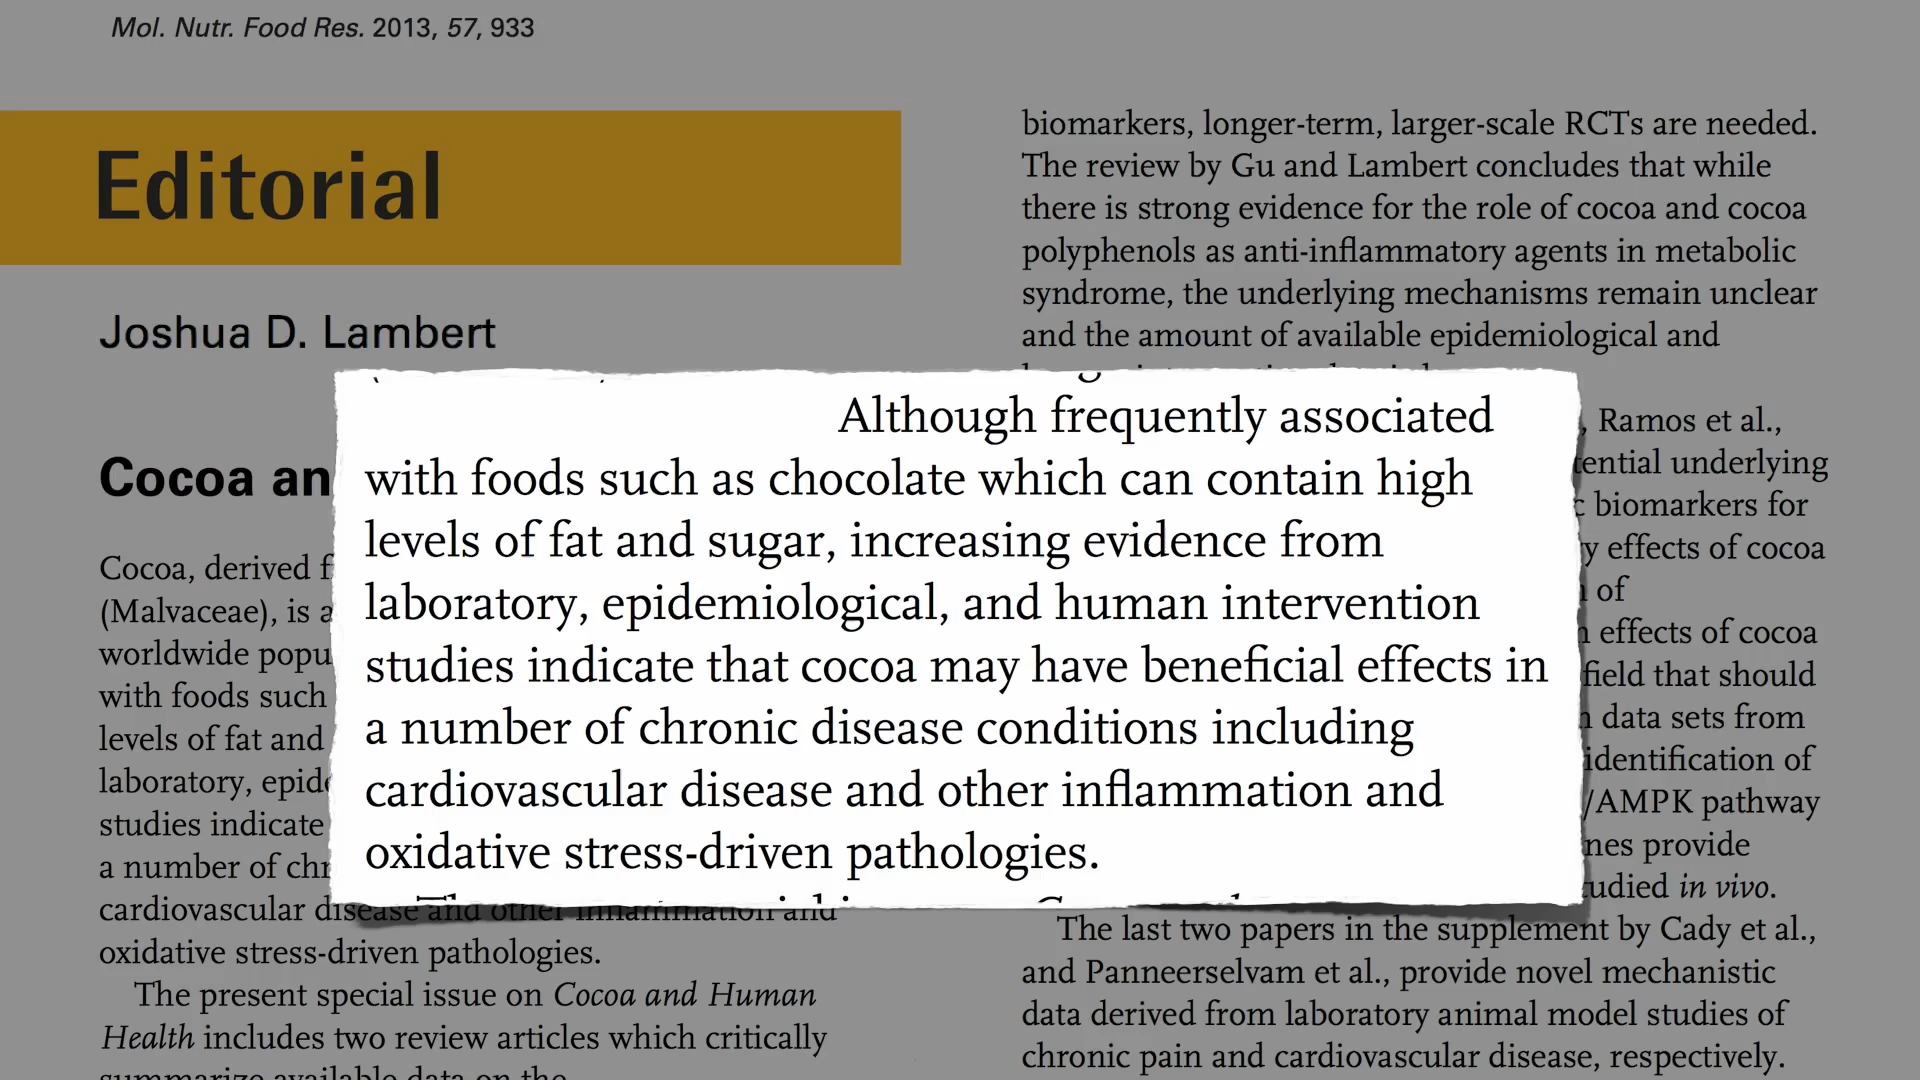 Mol. Nutr. Food Res. 2013, 57, 933
Editorial
Joshua D. Lambert
Cocoa an
Cocoa, derived f
(Malvaceae), is a
worldwide popu
with foods such
levels of fat and
laboratory, epid
studies indicate
a number of chr
cardiovascular disease and other inflammation and
oxidative stress-driven pathologies.
The present special issue on Cocoa and Human
Health includes two review articles which critically
summarize available data on the
Although frequently associated
with foods such as chocolate which can contain high
levels of fat and sugar, increasing evidence from
laboratory, epidemiological, and human intervention
studies indicate that cocoa may have beneficial effects in
a number of chronic disease conditions including
cardiovascular disease and other inflammation and
oxidative stress-driven pathologies.
biomarkers, longer-term, larger-scale RCTs are needed.
The review by Gu and Lambert concludes that while
there is strong evidence for the role of cocoa and cocoa
polyphenols as anti-inflammatory agents in metabolic
syndrome, the underlying mechanisms remain unclear
and the amount of available epidemiological and
, Ramos et al.,
tential underlying
c biomarkers for
y effects of cocoa
of
effects of cocoa
field that should
data sets from
identification of
/AMPK pathway
nes provide
tudied in vivo.
The last two papers in the supplement by Cady et al.,
and Panneerselvam et al., provide novel mechanistic
data derived from laboratory animal model studies of
chronic pain and cardiovascular disease, respectively.